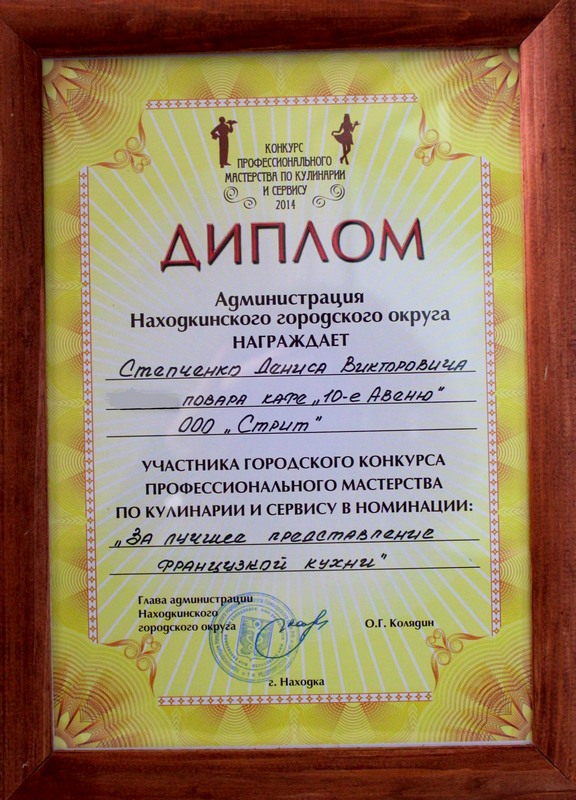 КОНКУРС
ПРОФЕССИОНАЛЬНОГО
МАСТЕРСТВА ПО КУЛИНАРИИ
И СЕРВИСУ
2014
ДИПЛОМ
Администрация
Находкинского городского округа
НАГРАЖДАЕТ
Степченко Дениса Викторовича
повара кафе „10-е Авеню"
ООО „Стрит"
УЧАСТНИКА ГОРОДСКОГО КОНКУРСА
ПРОФЕССИОНАЛЬНОГО МАСТЕРСТВА
ПО КУЛИНАРИИ И СЕРВИСУ В НОМИНАЦИИ:
„За лучшее представление
французкой кухни"
Глава администрации
Находкинского
городского округа
О.Г. Колядин
г. Находка